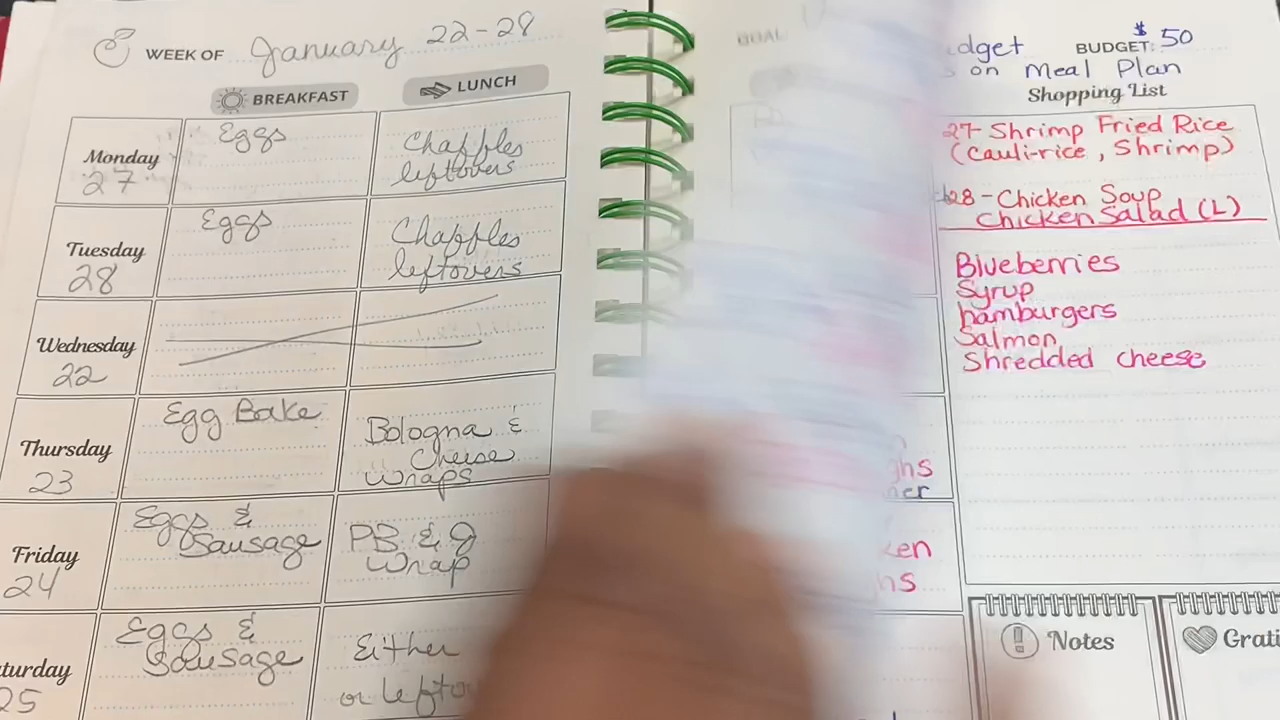 WEEK OF January 22-28
BREAKFAST
LUNCH
Monday
27
Eggs
Chaffles
leftovers
Tuesday
28
Eggs
Chaffles
leftovers
Wednesday
22
Thursday
23
Egg Bake
Bologna &
Cheese
wraps
Friday
24
Eggs &
Sausage
PB & J
Wrap
25
Eggs &
Sausage
Either
or
GOAL
BUDGET: $ 50
on Meal Plan
Shopping List
27- Shrimp Fried Rice
(Cauli-rice, Shrimp)
28- Chicken Soup
Chicken Salad (L)
Blueberries
Syrup
hamburgers
Salmon
Shredded cheese
Notes